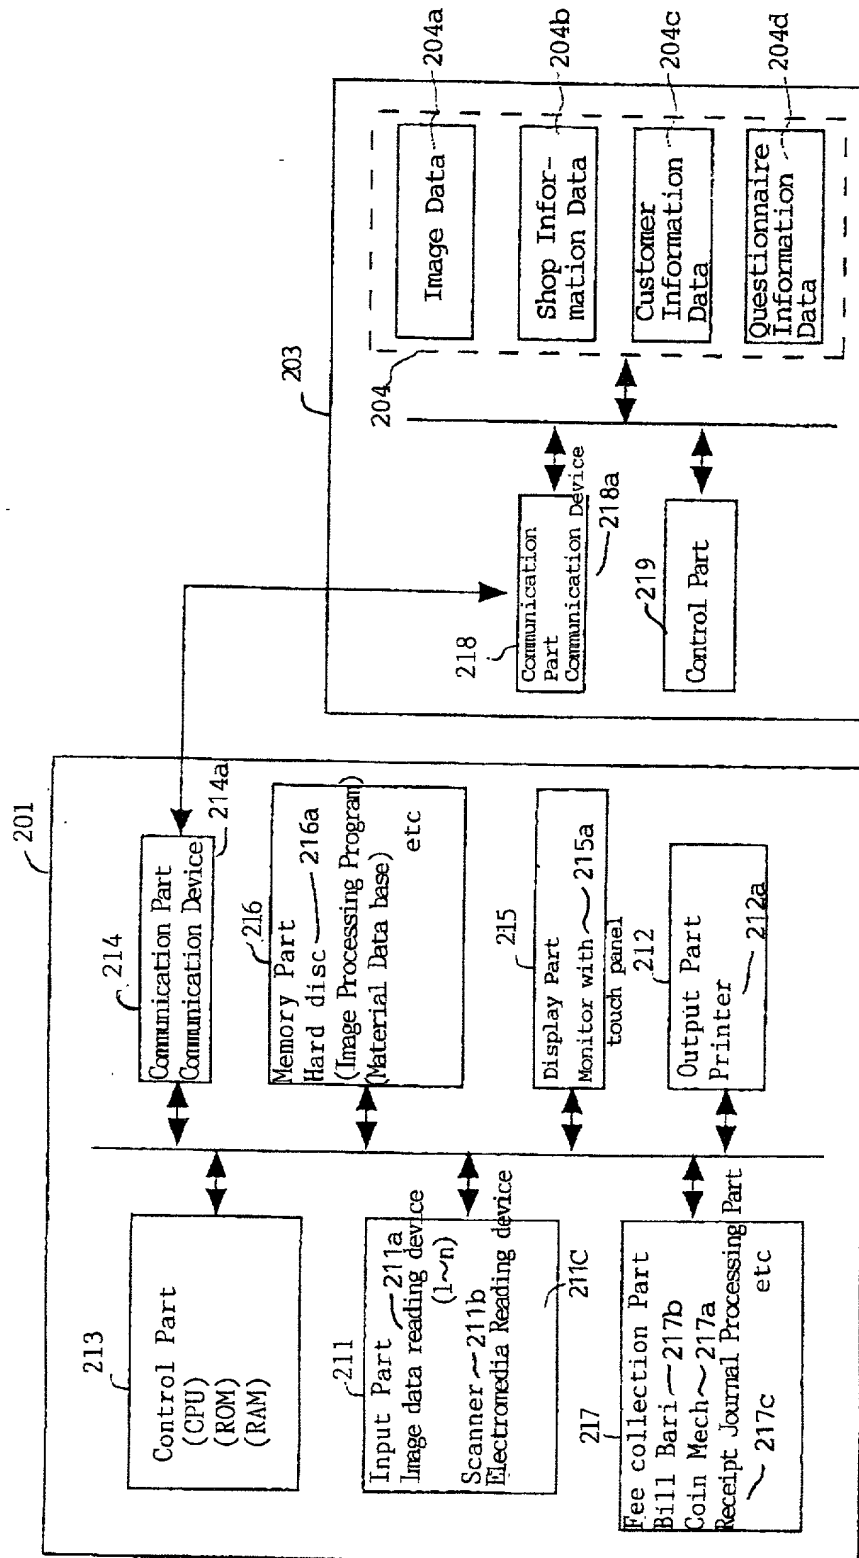 201
213
Control Part
(CPU)
(ROM)
(RAM)
211
Input Part 211a
Image data reading device
(1~n)
Scanner 211b
Electromedia Reading device
211C
217
Fee collection Part
Bill Bari 217b
Coin Mech 217a
Receipt Journal Processing Part
217c etc
214
Communication Part
Communication Device
214a
216
Memory Part
Hard disc 216a
(Image Processing Program)
(Material Data base)
etc
215
Display Part
Monitor with 215a
touch panel
212
Output Part
Printer
212a
203
218
Communication
Part
Communication Device
218a
219
Control Part
204
Image Data
204a
Shop Infor-
mation Data
204b
Customer
Information
Data
204c
Questionnaire
Information
Data
204d